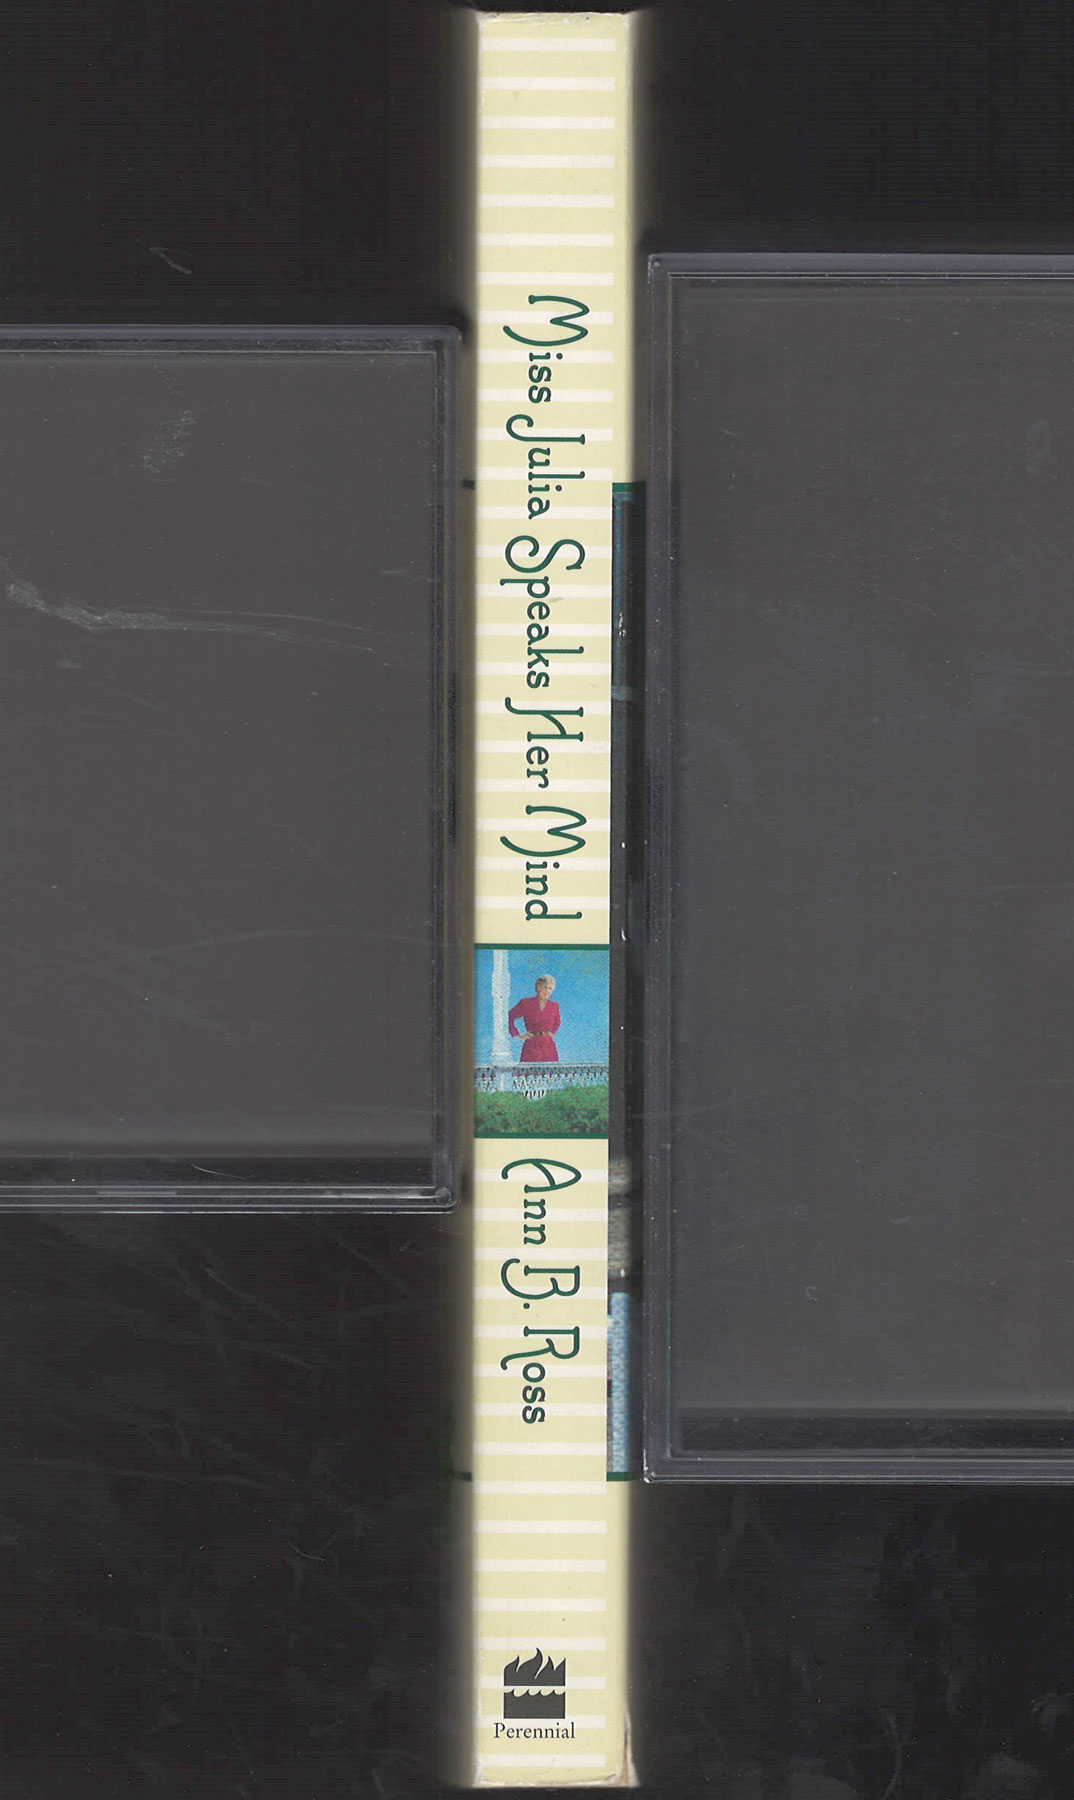 Miss Julia Speaks Her Mind
Ann B. Ross
Perennial